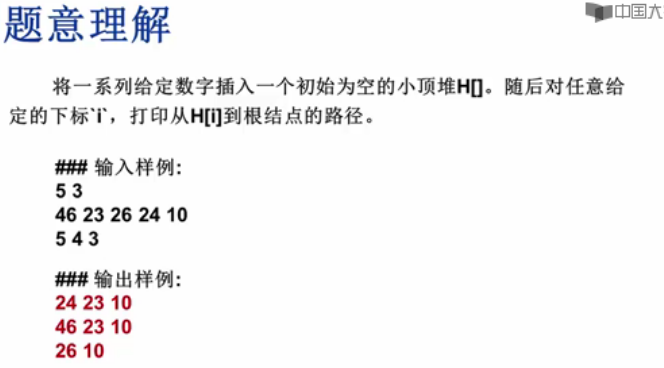 题意理解
中国大
将一系列给定数字插入一个初始为空的小顶堆H[]。随后对任意给
定的下标`i`，打印从H[i]到根结点的路径。
### 输入样例:
5 3
46 23 26 24 10
5 4 3
### 输出样例:
24 23 10
46 23 10
26 10